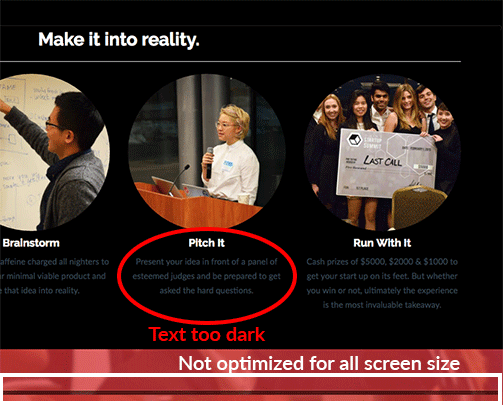 Make it into reality.
LAST CALL
Brainstorm
Pitch It
Run With It
affeine charged all nighters to
ur minimal viable product and
e that idea into reality.
Present your idea in front of a panel of
esteemed judges and be prepared to get
asked the hard questions.
Cash prizes of $5000, $2000 & $1000 to
get your start up on its feet. But whether
you win or not, ultimately the experience
is the most invaluable takeaway.
Text too dark
Not optimized for all screen size